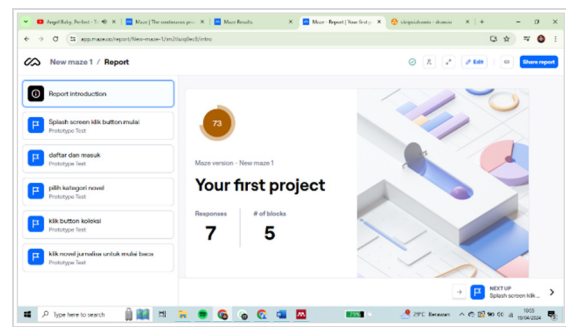 Maze | The continuous pro
Maze Results
Maze - Report | Your first p
app.maze.co/report/New-maze-1/
/intro
New maze 1 / Report
Edit
Share report
Report introduction
Splash screen klik button mulai
Prototype Test
daftar dan masuk
Prototype Test
pilih kategori novel
Prototype Test
klik button koleksi
Prototype Test
klik novel jurnalisa untuk mulai baca
Prototype Test
73
Maze version - New maze 1
Your first project
Responses
# of blocks
7
5
NEXT UP
Splash screen klik ...
Type here to search
29°C Berawan
10:05
19/04/2024